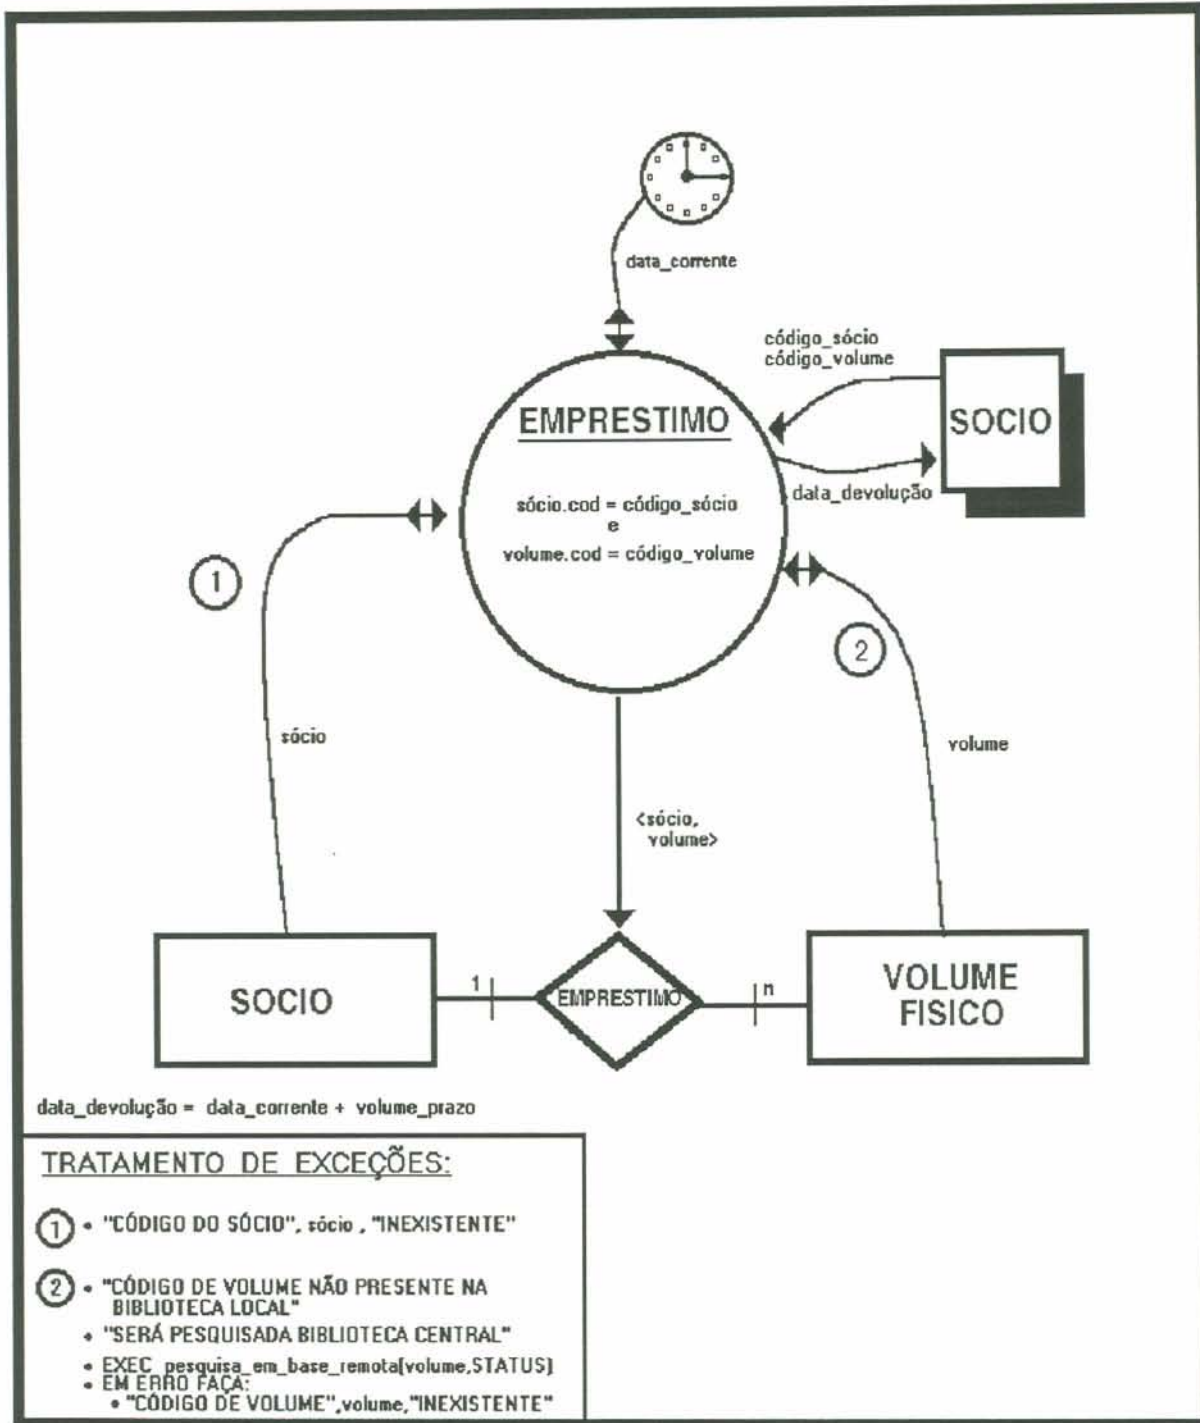 data_corrente
código_sócio
código_volume
SOCIO
EMPRESTIMO
data_devolução
sócio.cod = código_sócio
e
volume.cod = código_volume
1
2
sócio
volume
<sócio,
volume>
SOCIO
1
EMPRESTIMO
n
VOLUME
FISICO
data_devolução = data_corrente + volume_prazo
TRATAMENTO DE EXCEÇÕES:
1 • "CÓDIGO DO SÓCIO", sócio , "INEXISTENTE"
2 • "CÓDIGO DE VOLUME NÃO PRESENTE NA
BIBLIOTECA LOCAL"
• "SERÁ PESQUISADA BIBLIOTECA CENTRAL"
• EXEC pesquisa_em_base_remota(volume,STATUS)
• EM ERRO FAÇA:
• "CÓDIGO DE VOLUME",volume,"INEXISTENTE"